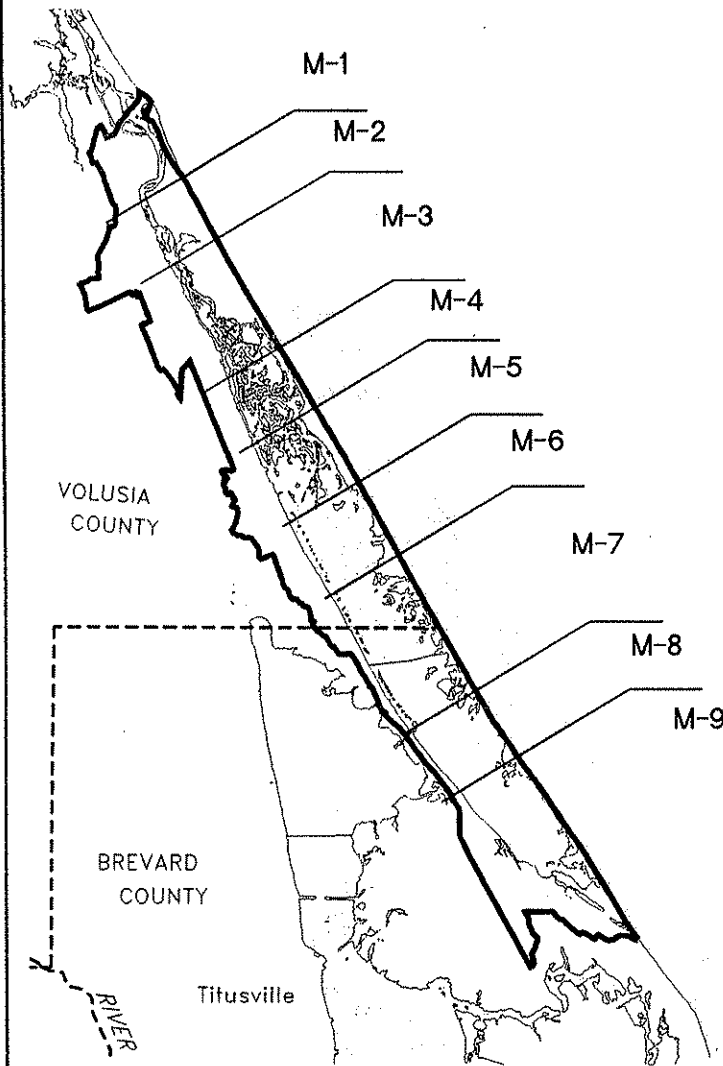 M-1
M-2
M-3
M-4
M-5
M-6
VOLUSIA
COUNTY
M-7
M-8
M-9
BREVARD
COUNTY
Titusville
RIVER